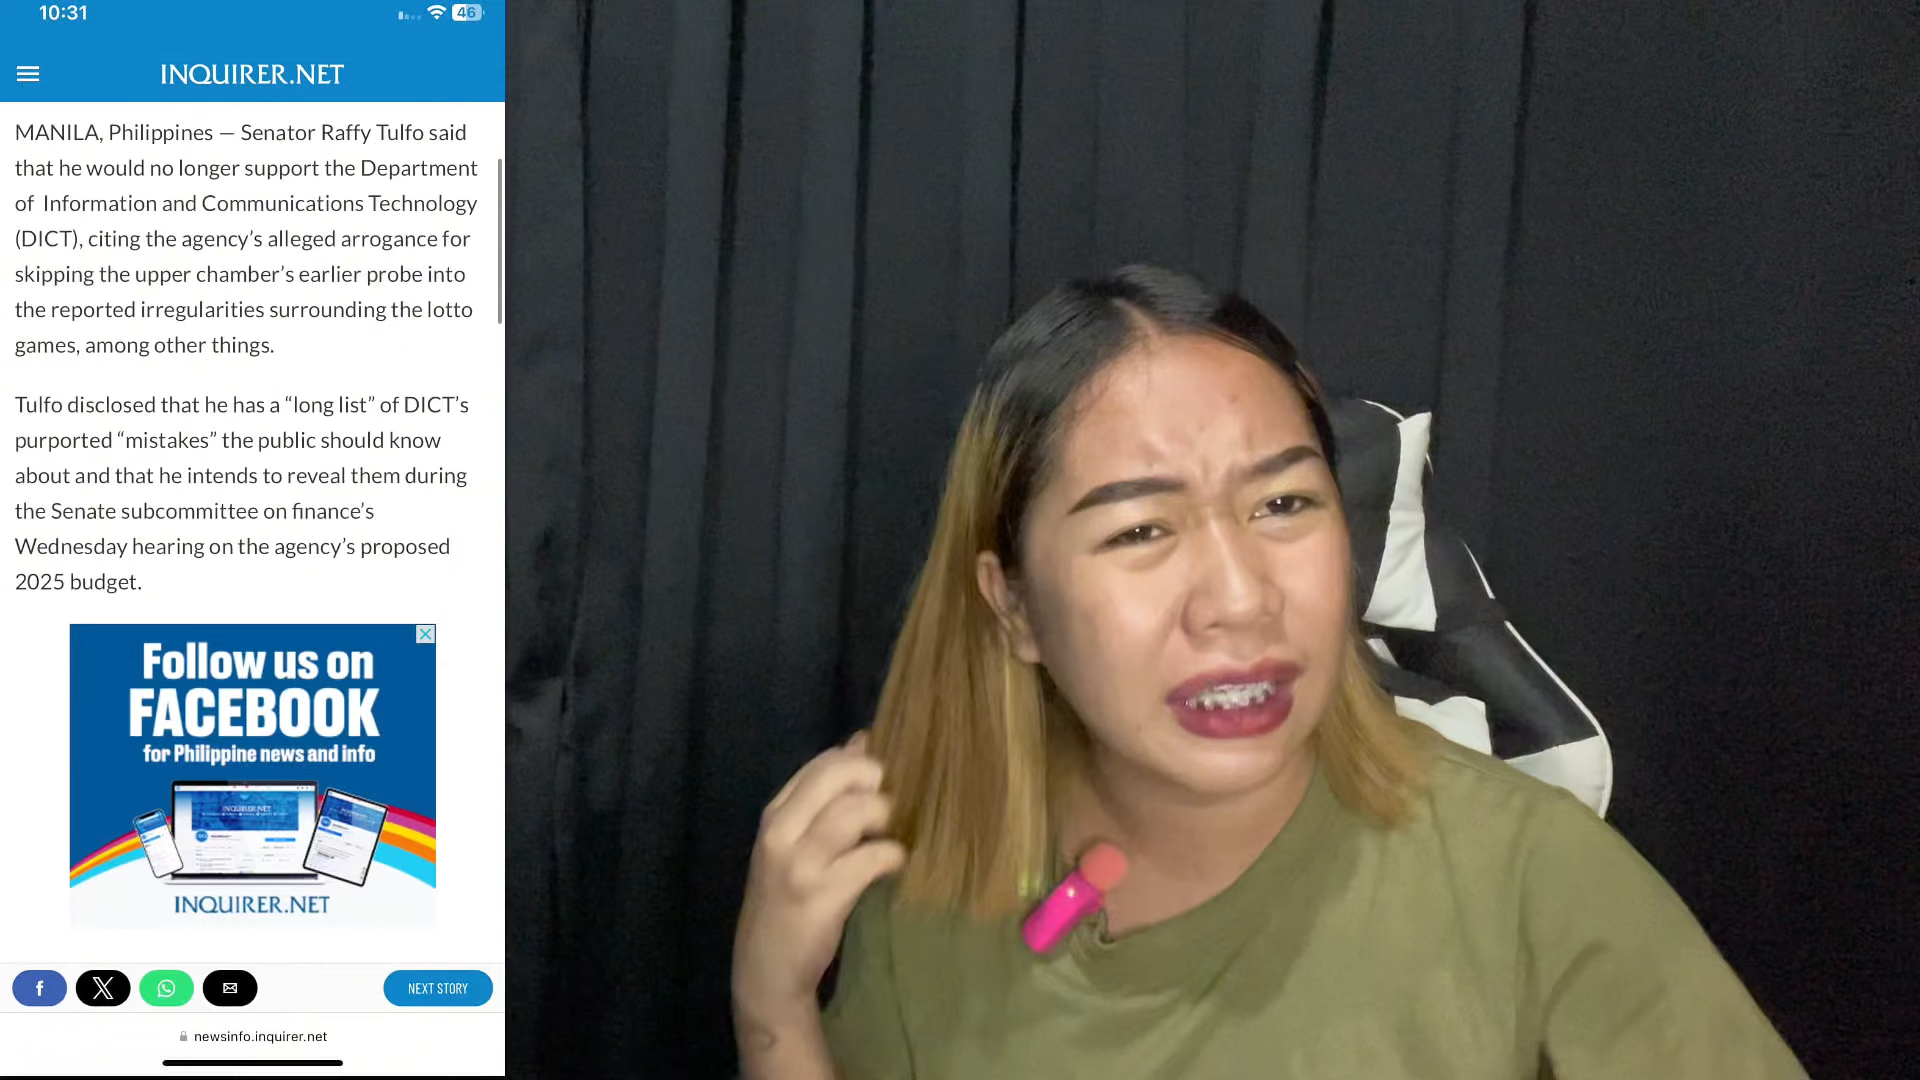 10:31
46
INQUIRER.NET
MANILA, Philippines — Senator Raffy Tulfo said
that he would no longer support the Department
of Information and Communications Technology
(DICT), citing the agency’s alleged arrogance for
skipping the upper chamber’s earlier probe into
the reported irregularities surrounding the lotto
games, among other things.
Tulfo disclosed that he has a “long list” of DICT’s
purported “mistakes” the public should know
about and that he intends to reveal them during
the Senate subcommittee on finance’s
Wednesday hearing on the agency’s proposed
2025 budget.
Follow us on
FACEBOOK
for Philippine news and info
INQUIRER.NET
INQUIRER.NET
NEXT STORY
newsinfo.inquirer.net